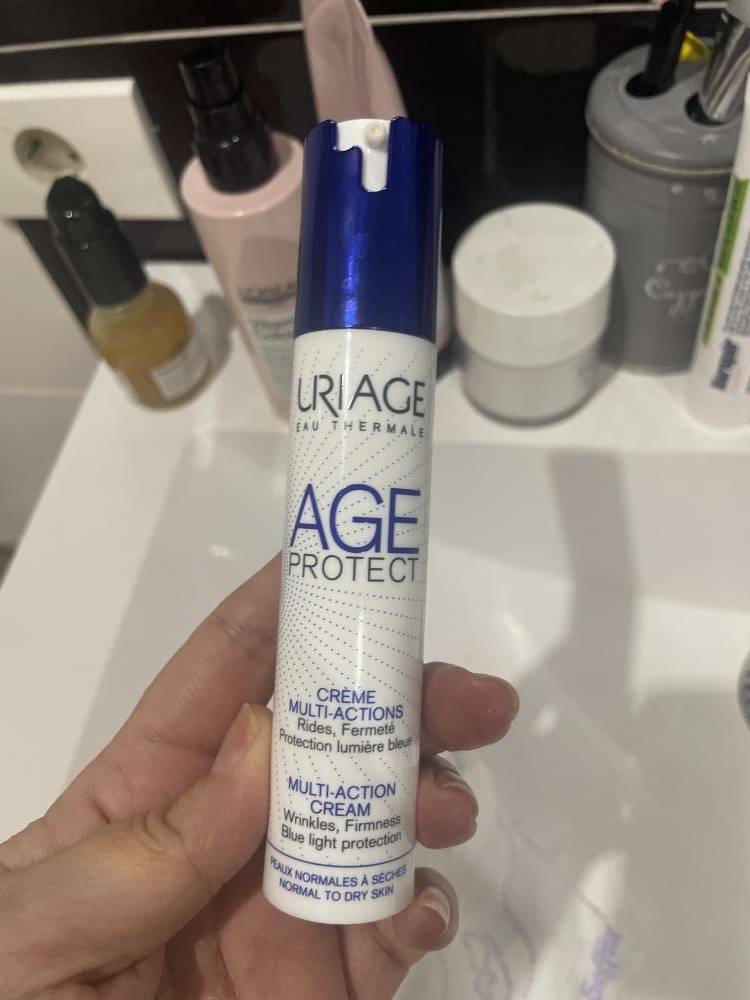 URIAGE
EAU THERMALE
AGE
PROTECT
CRÈME
MULTI-ACTIONS
Rides, Fermeté
Protection lumière bleue
MULTI-ACTION
CREAM
Wrinkles, Firmness
Blue light protection
PEAUX NORMALES À SÈCHES
NORMAL TO DRY SKIN